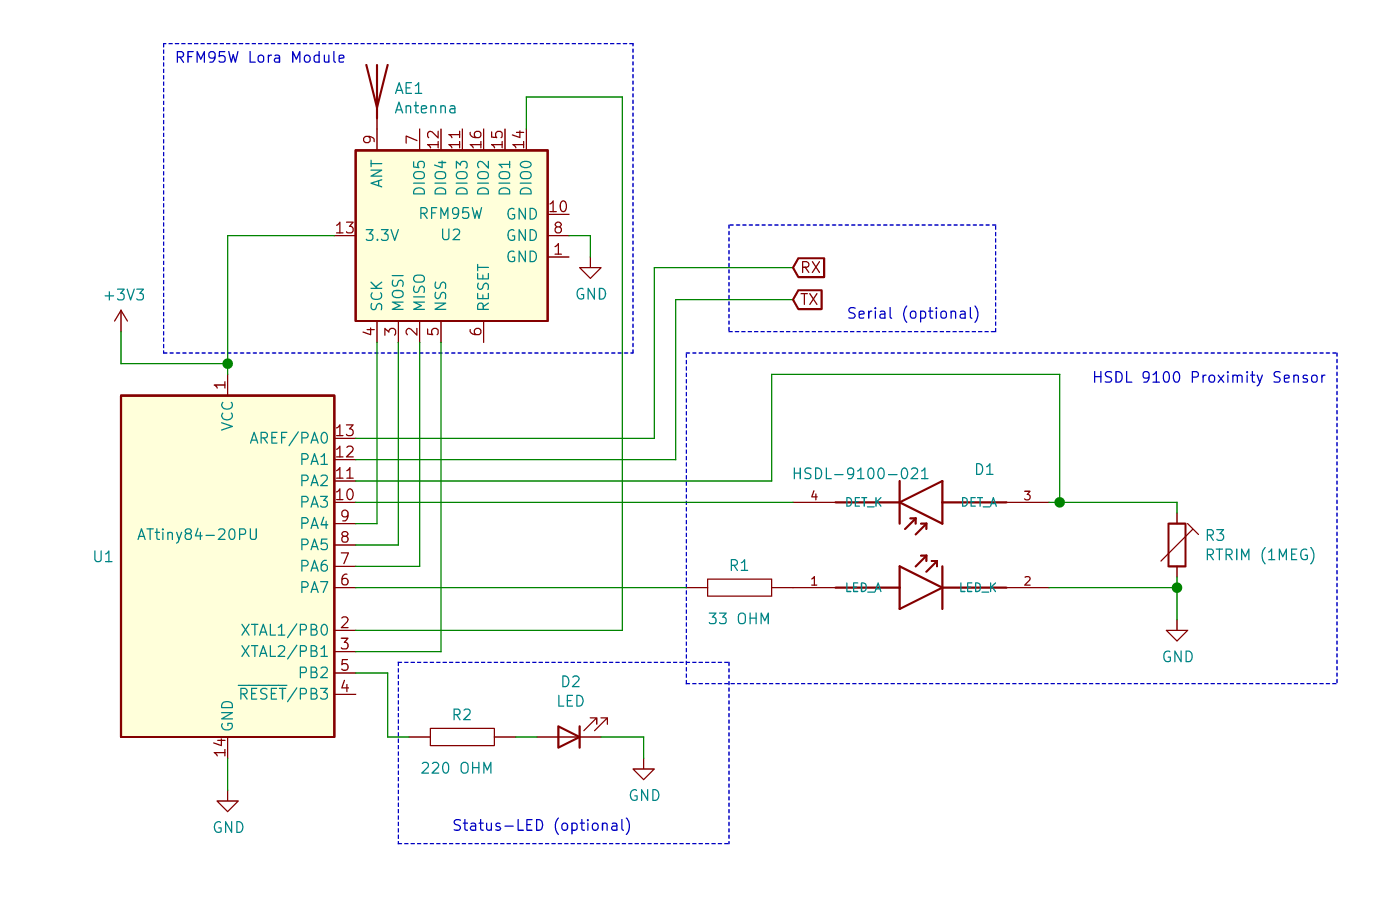 RFM95W Lora Module
AE1
Antenna
9
7
12
11
16
15
14
ANT
DIO5
DIO4
DIO3
DIO2
DIO1
DIO0
RFM95W
U2
13
3.3V
GND
10
GND
8
GND
1
SCK
MOSI
MISO
NSS
RESET
4
3
2
5
6
GND
RX
TX
Serial (optional)
+3V3
1
VCC
U1
ATtiny84-20PU
AREF/PA0
13
PA1
12
PA2
11
PA3
10
PA4
9
PA5
8
PA6
7
PA7
6
XTAL1/PB0
2
XTAL2/PB1
3
PB2
5
RESET/PB3
4
GND
14
GND
HSDL 9100 Proximity Sensor
HSDL-9100-021
D1
4
DET_K
DET_A
3
1
LED_A
LED_K
2
R1
33 OHM
R3
RTRIM (1MEG)
GND
D2
LED
R2
220 OHM
GND
Status-LED (optional)